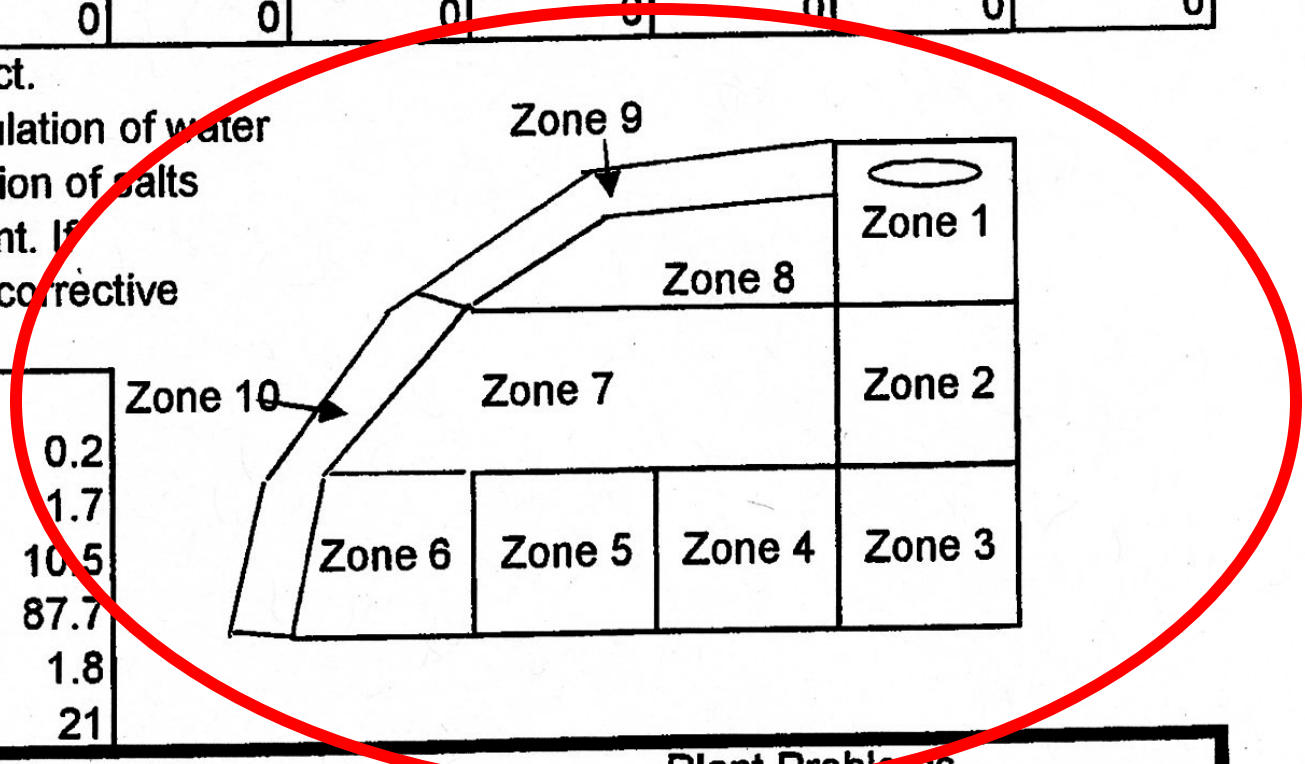 0 0 0 0 0 0 0
ct.
ulation of water
ion of salts
nt. If
corrective
Zone 9
Zone 1
Zone 8
Zone 10
Zone 7
Zone 2
0.2
1.7
10.5
87.7
1.8
21
Zone 6 Zone 5 Zone 4 Zone 3
Plant Problems